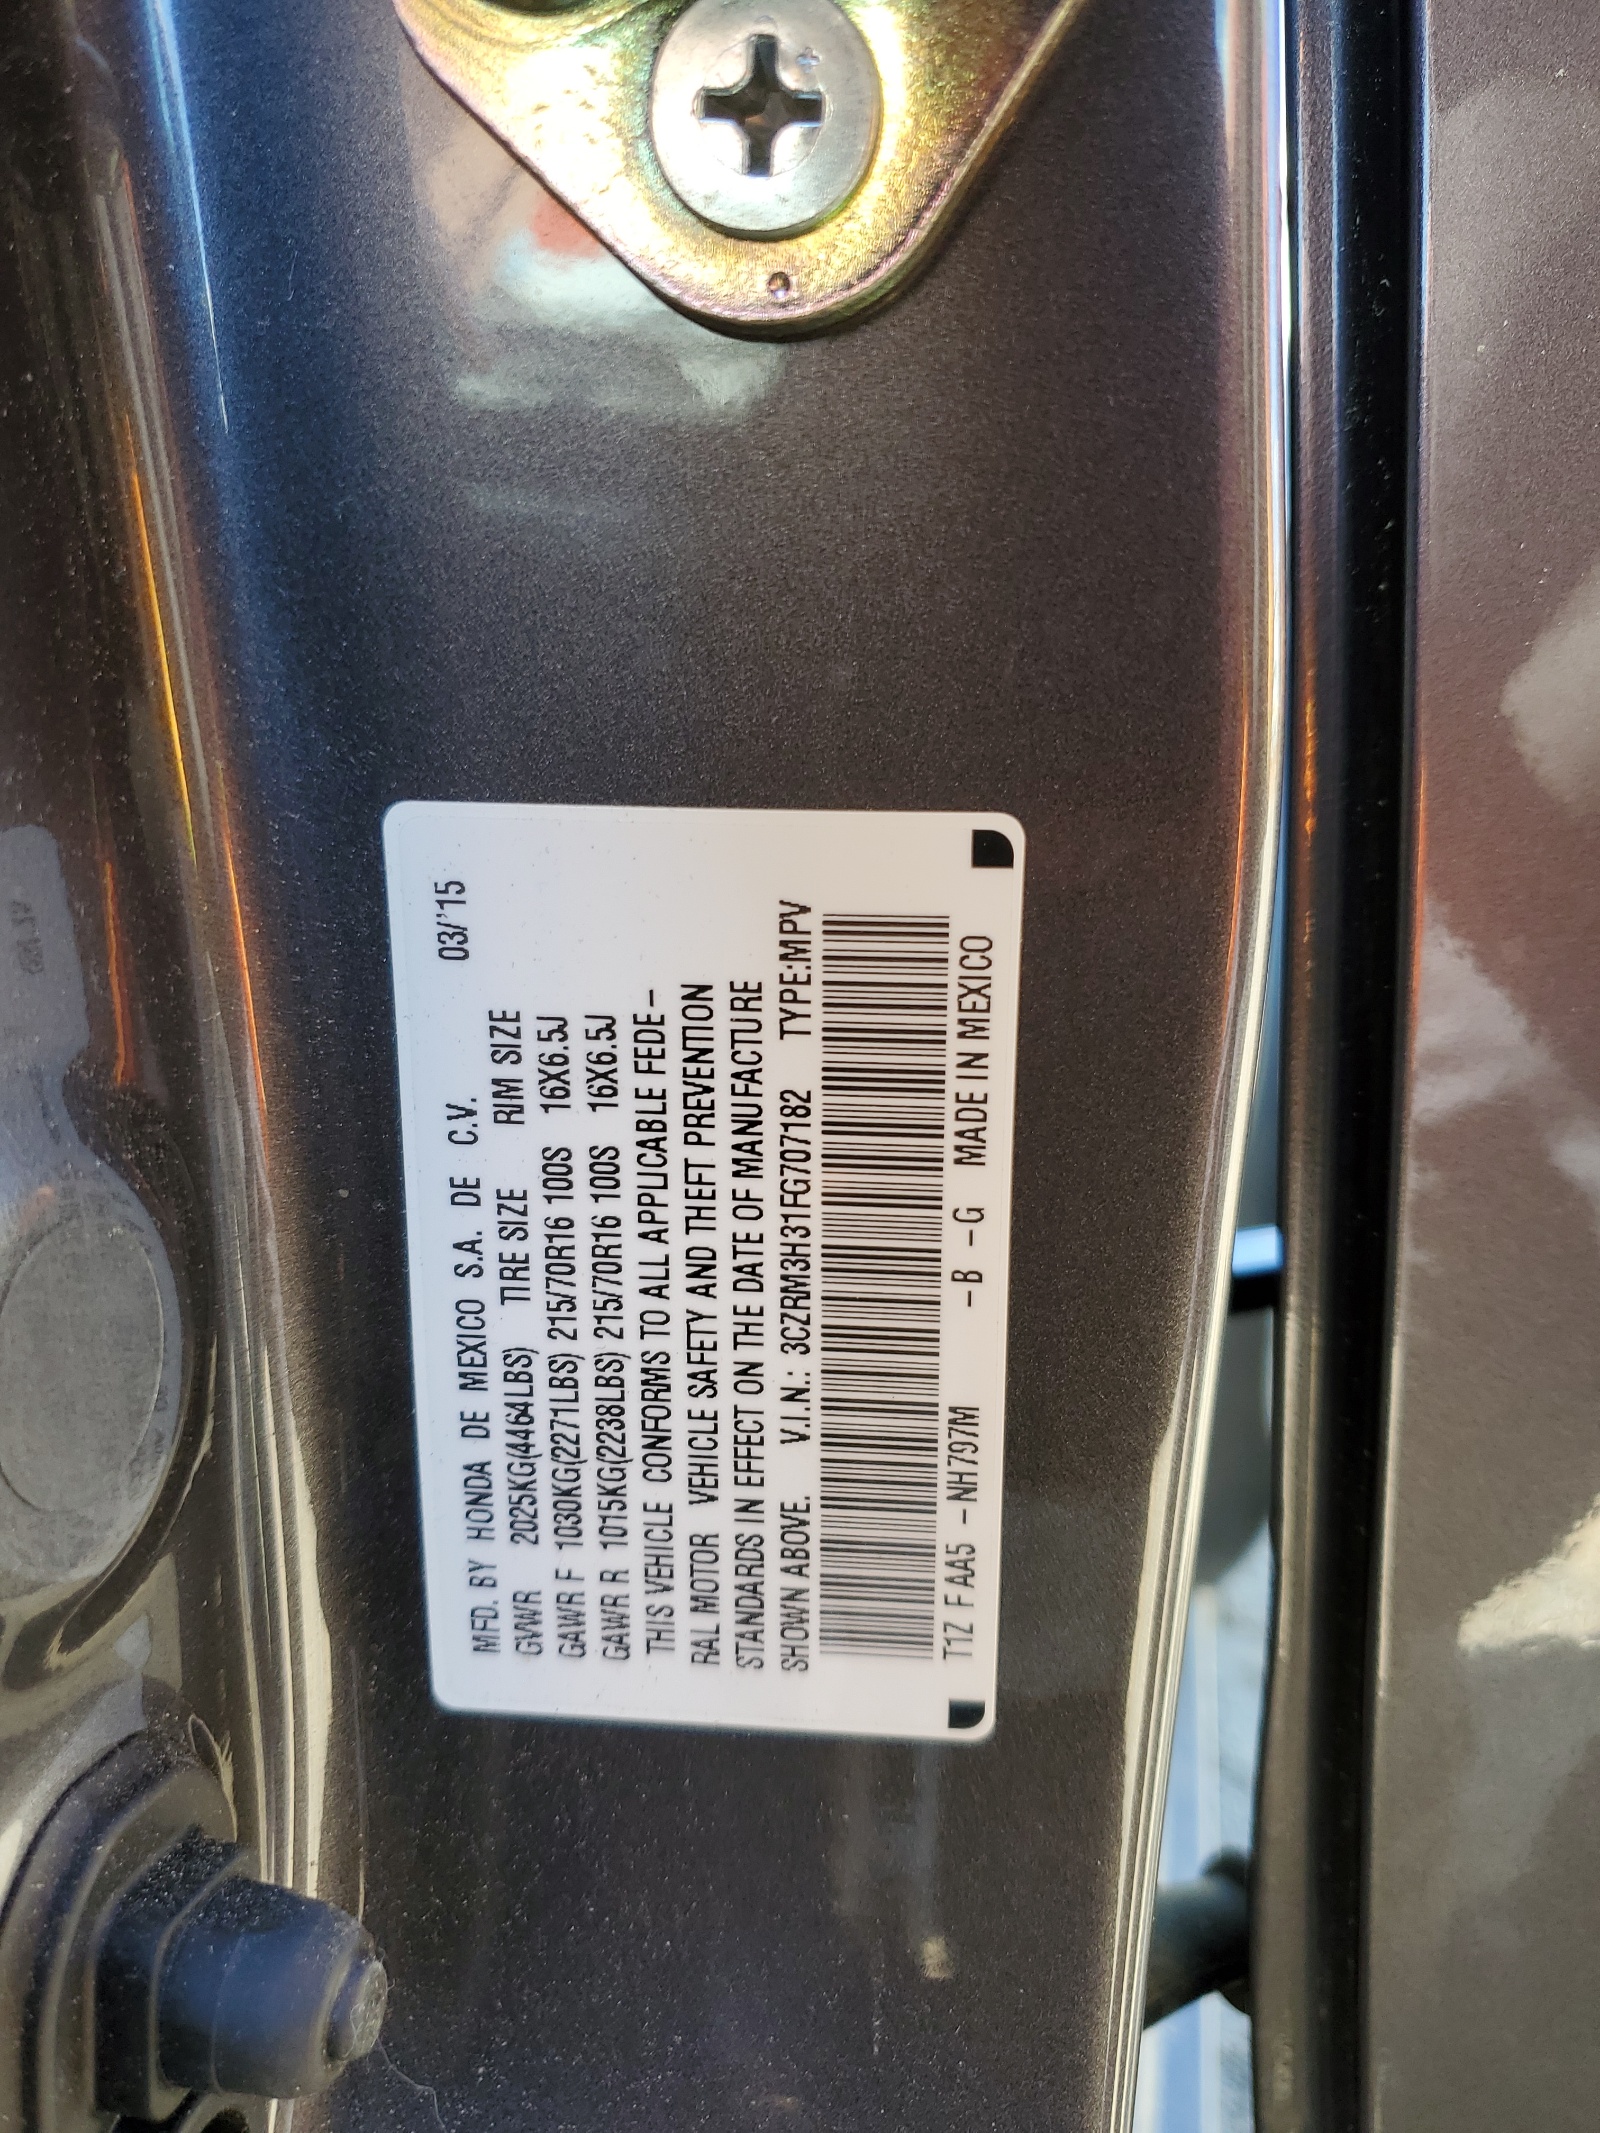 03/'15
MFD. BY HONDA DE MEXICO S.A. DE C.V.
GVWR 2025KG(4464LBS) TIRE SIZE RIM SIZE
GAWR F 1030KG(2271LBS) 215/70R16 100S 16X6.5J
GAWR R 1015KG(2238LBS) 215/70R16 100S 16X6.5J
THIS VEHICLE CONFORMS TO ALL APPLICABLE FEDE-
RAL MOTOR VEHICLE SAFETY AND THEFT PREVENTION
STANDARDS IN EFFECT ON THE DATE OF MANUFACTURE
SHOWN ABOVE. V.I.N.: 3CZRM3H31FG707182 TYPE:MPV
T1Z F AA5 -NH797M -B -G MADE IN MEXICO